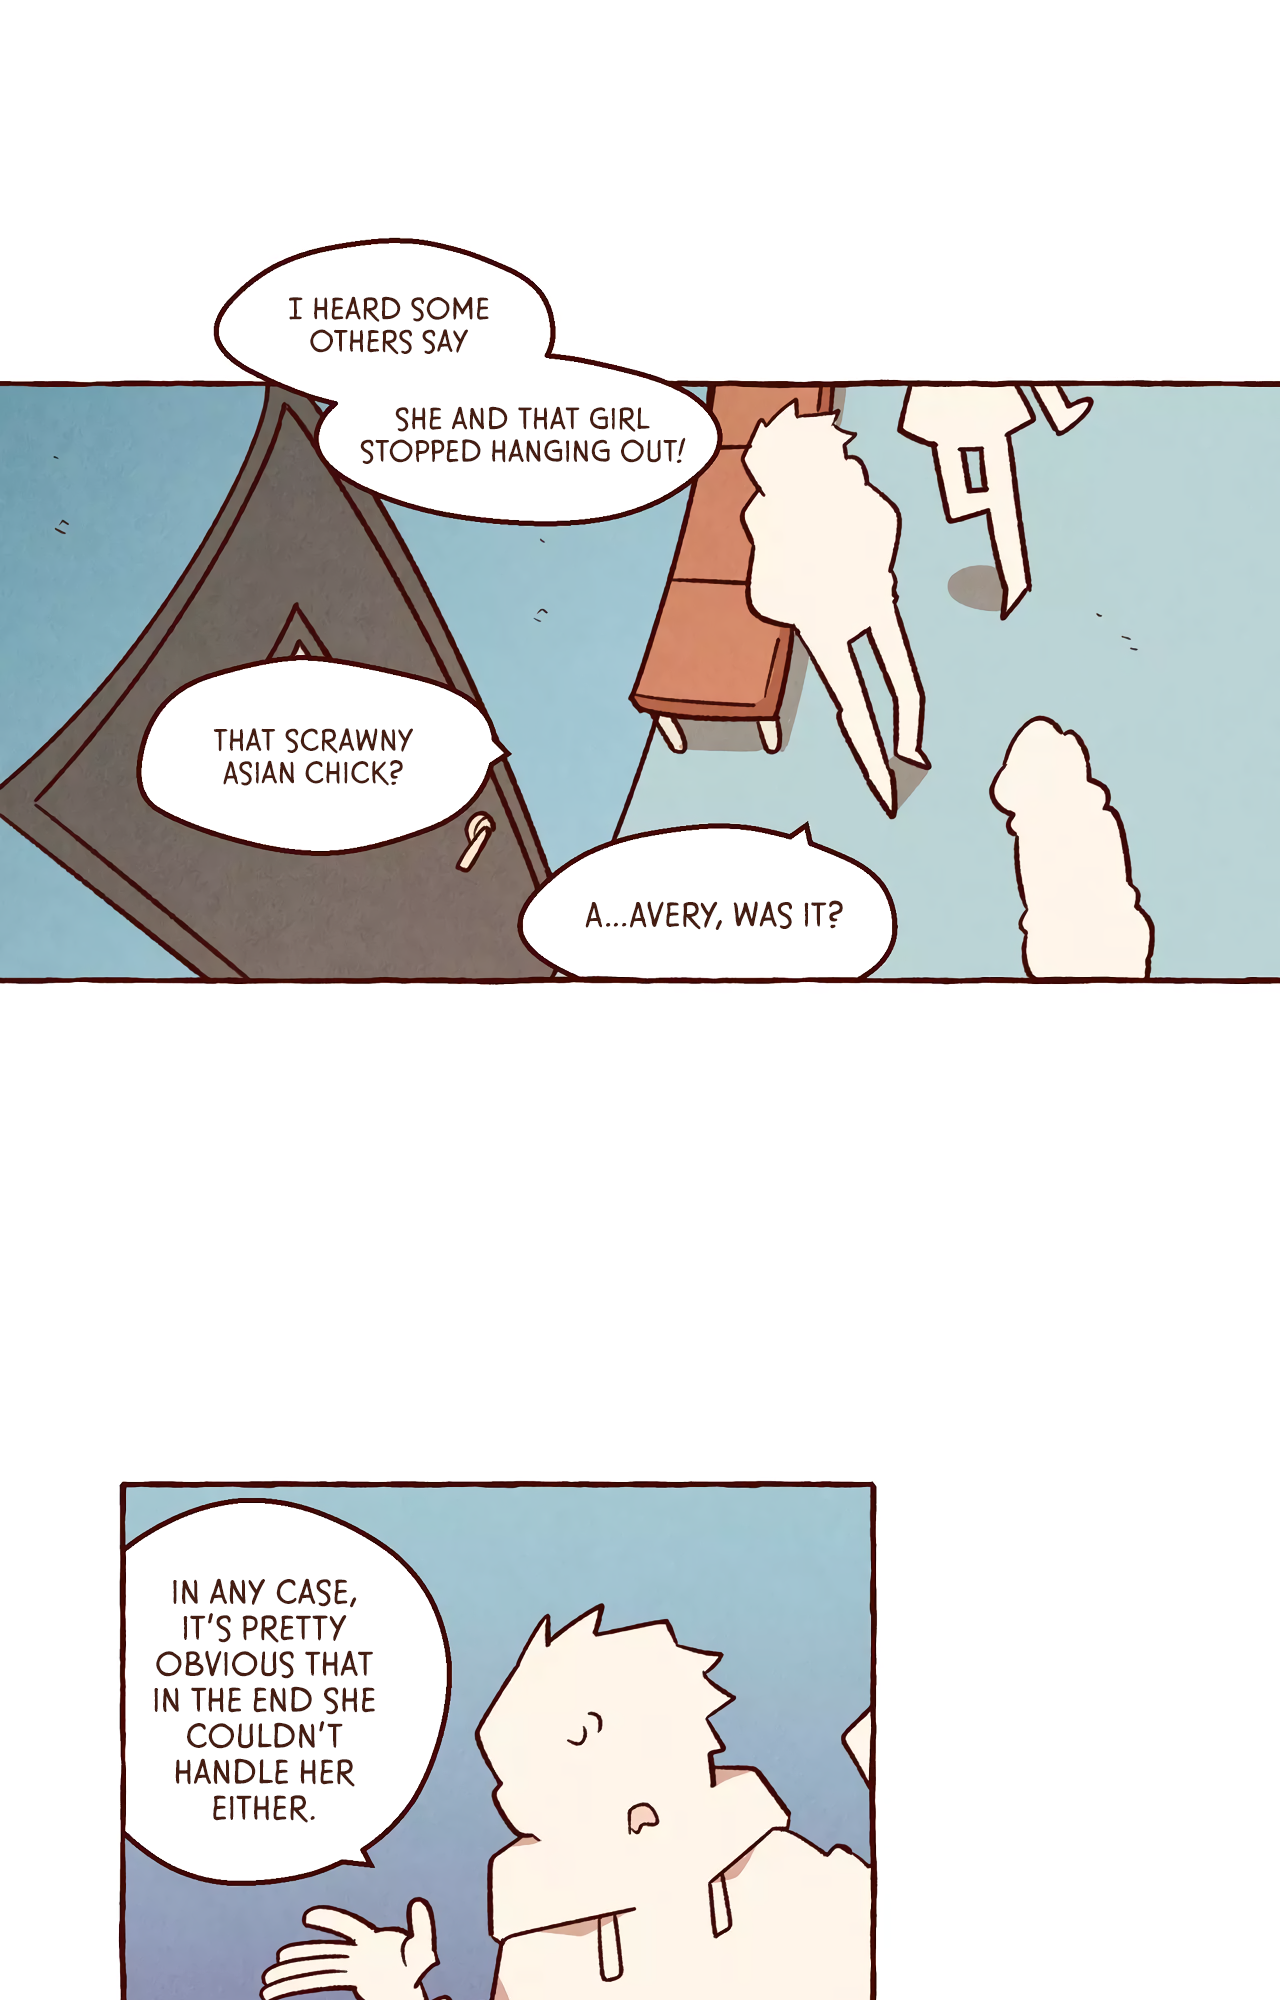 I HEARD SOME
OTHERS SAY
SHE AND THAT GIRL
STOPPED HANGING OUT!
THAT SCRAWNY
ASIAN CHICK?
A...AVERY, WAS IT?
IN ANY CASE,
IT'S PRETTY
OBVIOUS THAT
IN THE END SHE
COULDN'T
HANDLE HER
EITHER.